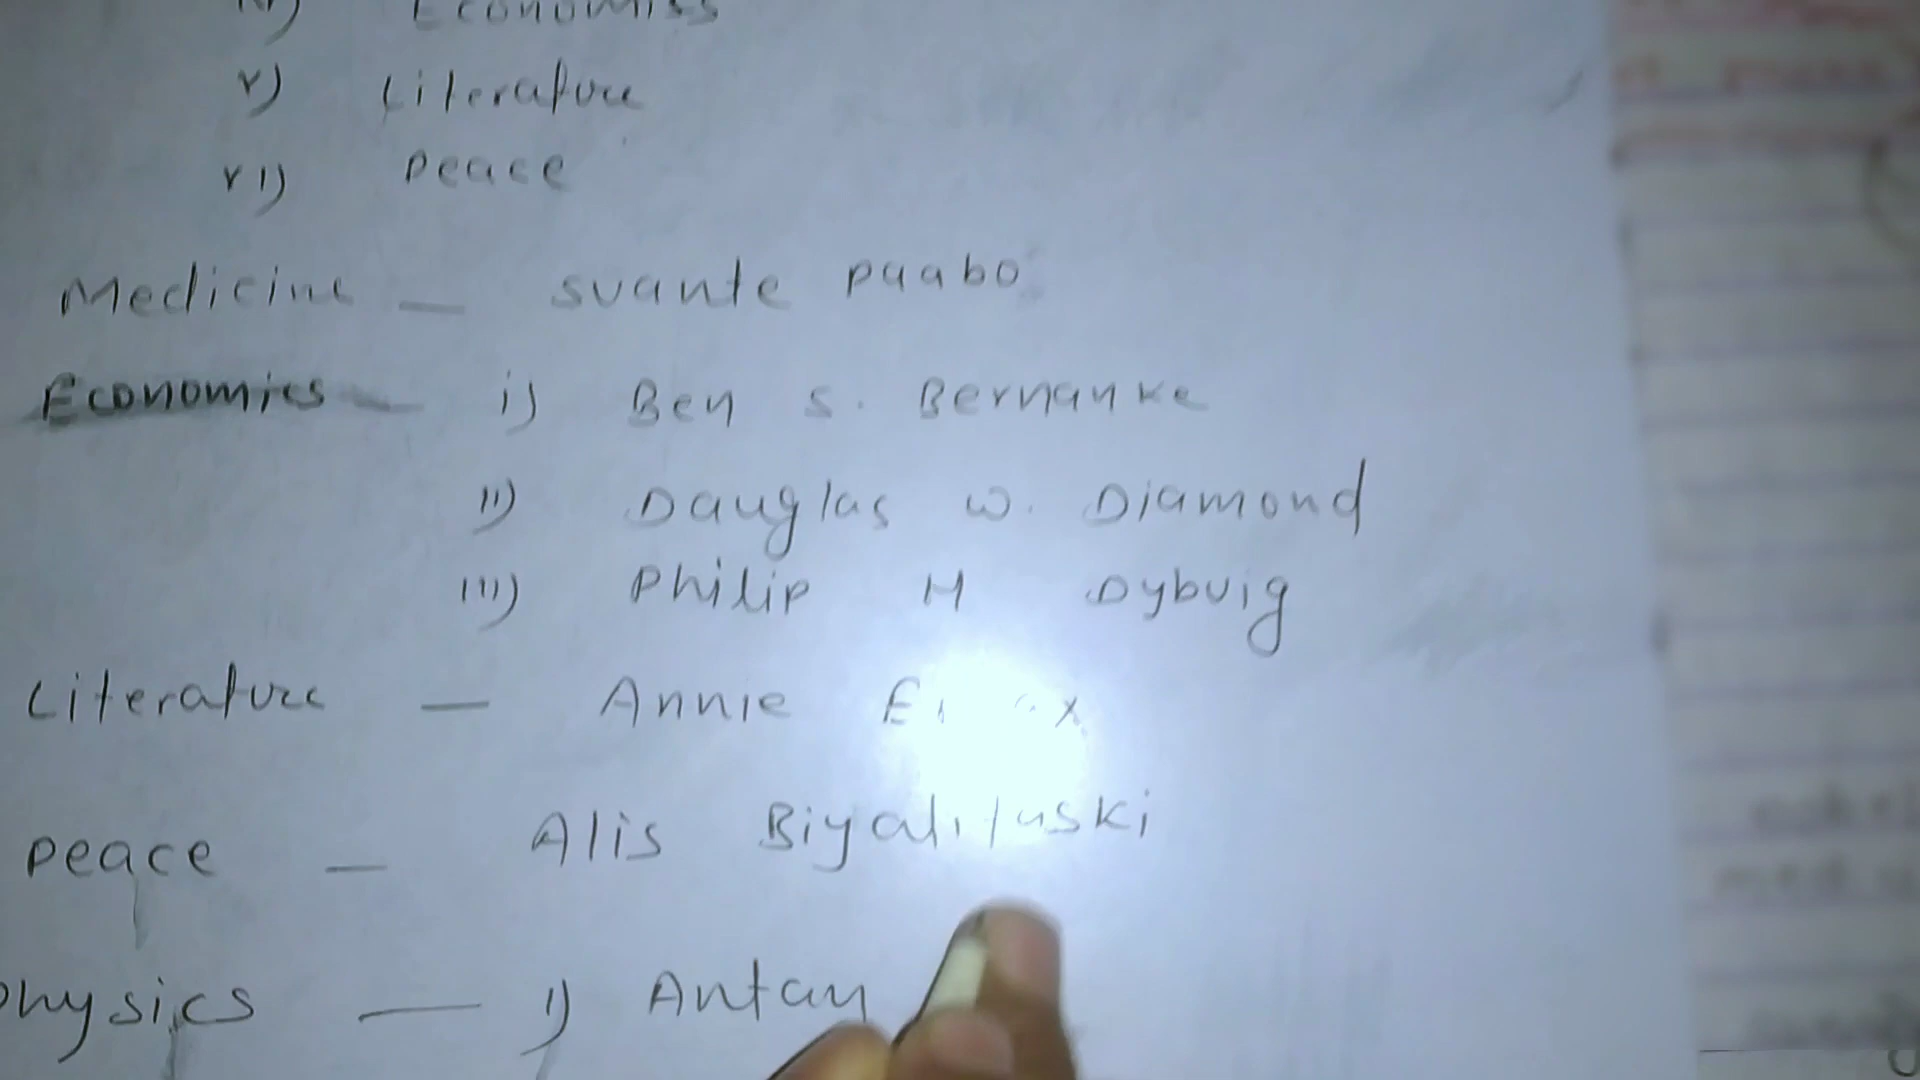 v) Literature
vi) Peace
Medicine — svante paabo
Economics — i) Ben s. Bernanke
ii) Dauglas w. Diamond
iii) Philip H Dybvig
Literature — Annie
Peace — Alis
Physics — i) Antan